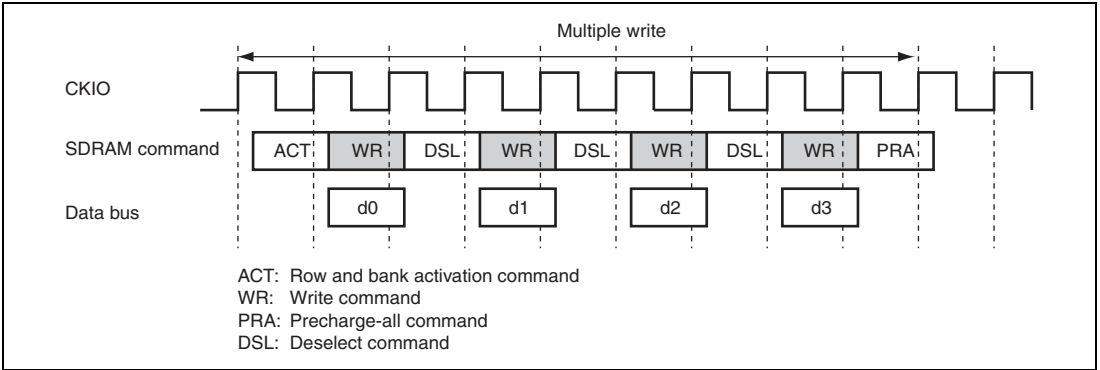 Multiple write
CKIO
SDRAM command ACT WR DSL WR DSL WR DSL WR PRA
Data bus d0 d1 d2 d3
ACT: Row and bank activation command
WR: Write command
PRA: Precharge-all command
DSL: Deselect command